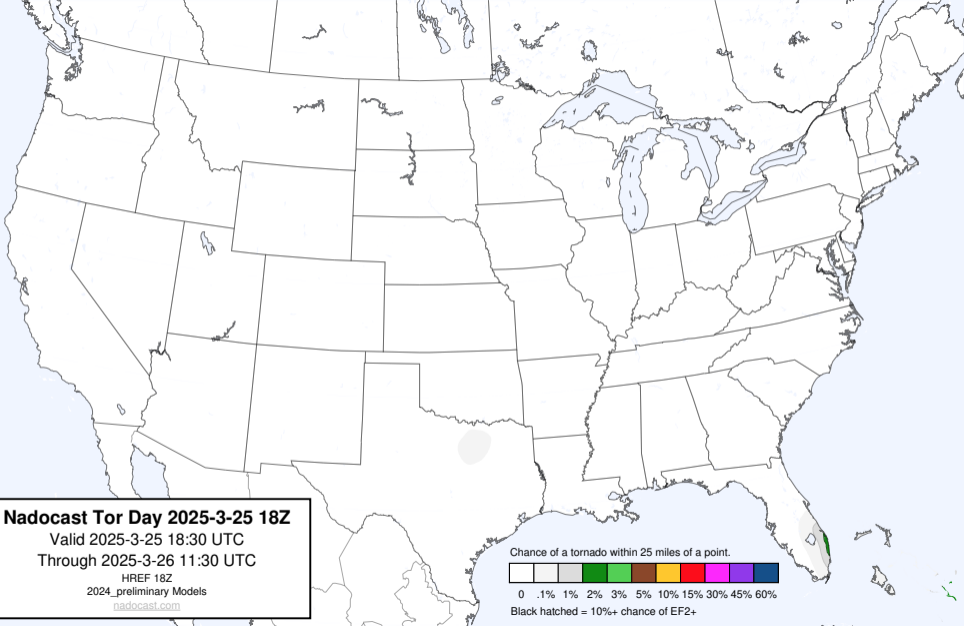 Nadocast Tor Day 2025-3-25 18Z
Valid 2025-3-25 18:30 UTC
Through 2025-3-26 11:30 UTC
HREF 18Z
2024_preliminary Models
nadocast.com
Chance of a tornado within 25 miles of a point.
0 .1% 1% 2% 3% 5% 10% 15% 30% 45% 60%
Black hatched = 10%+ chance of EF2+